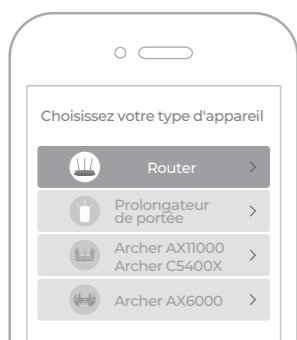 Choisissez votre type d'appareil
Router
Prolongateur
de portée
Archer AX11000
Archer C5400X
Archer AX6000